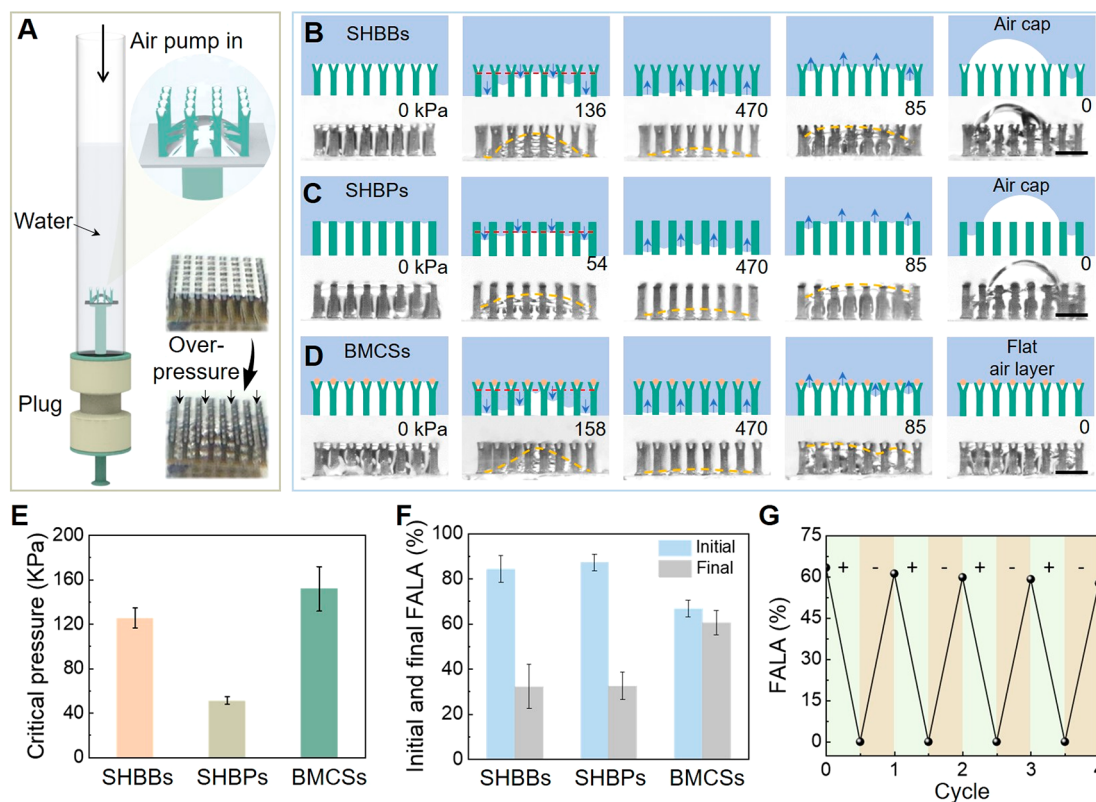 A
Air pump in
Water
Over-
pressure
Plug
B
SHBBs
Air cap
0 kPa
136
470
85
0
C
SHBPs
Air cap
0 kPa
54
470
85
0
D
BMCSs
Flat
air layer
0 kPa
158
470
85
0
E
Critical pressure (KPa)
200
160
120
80
40
0
SHBBs
SHBPs
BMCSs
F
Initial and final FALA (%)
100
80
60
40
20
0
Initial
Final
SHBBs
SHBPs
BMCSs
G
FALA (%)
75
60
45
30
15
0
+ - + - + - + -
0 1 2 3 4
Cycle